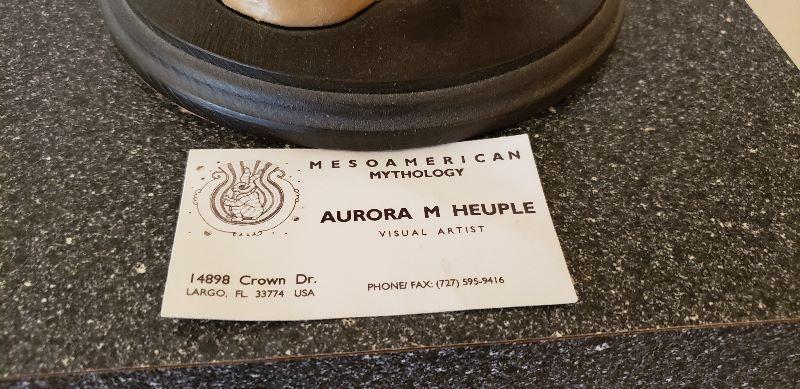 MESOAMERICAN
MYTHOLOGY
AURORA M HEUPLE
VISUAL ARTIST
14898 Crown Dr.
LARGO, FL 33774 USA
PHONE/ FAX: (727) 595-9416